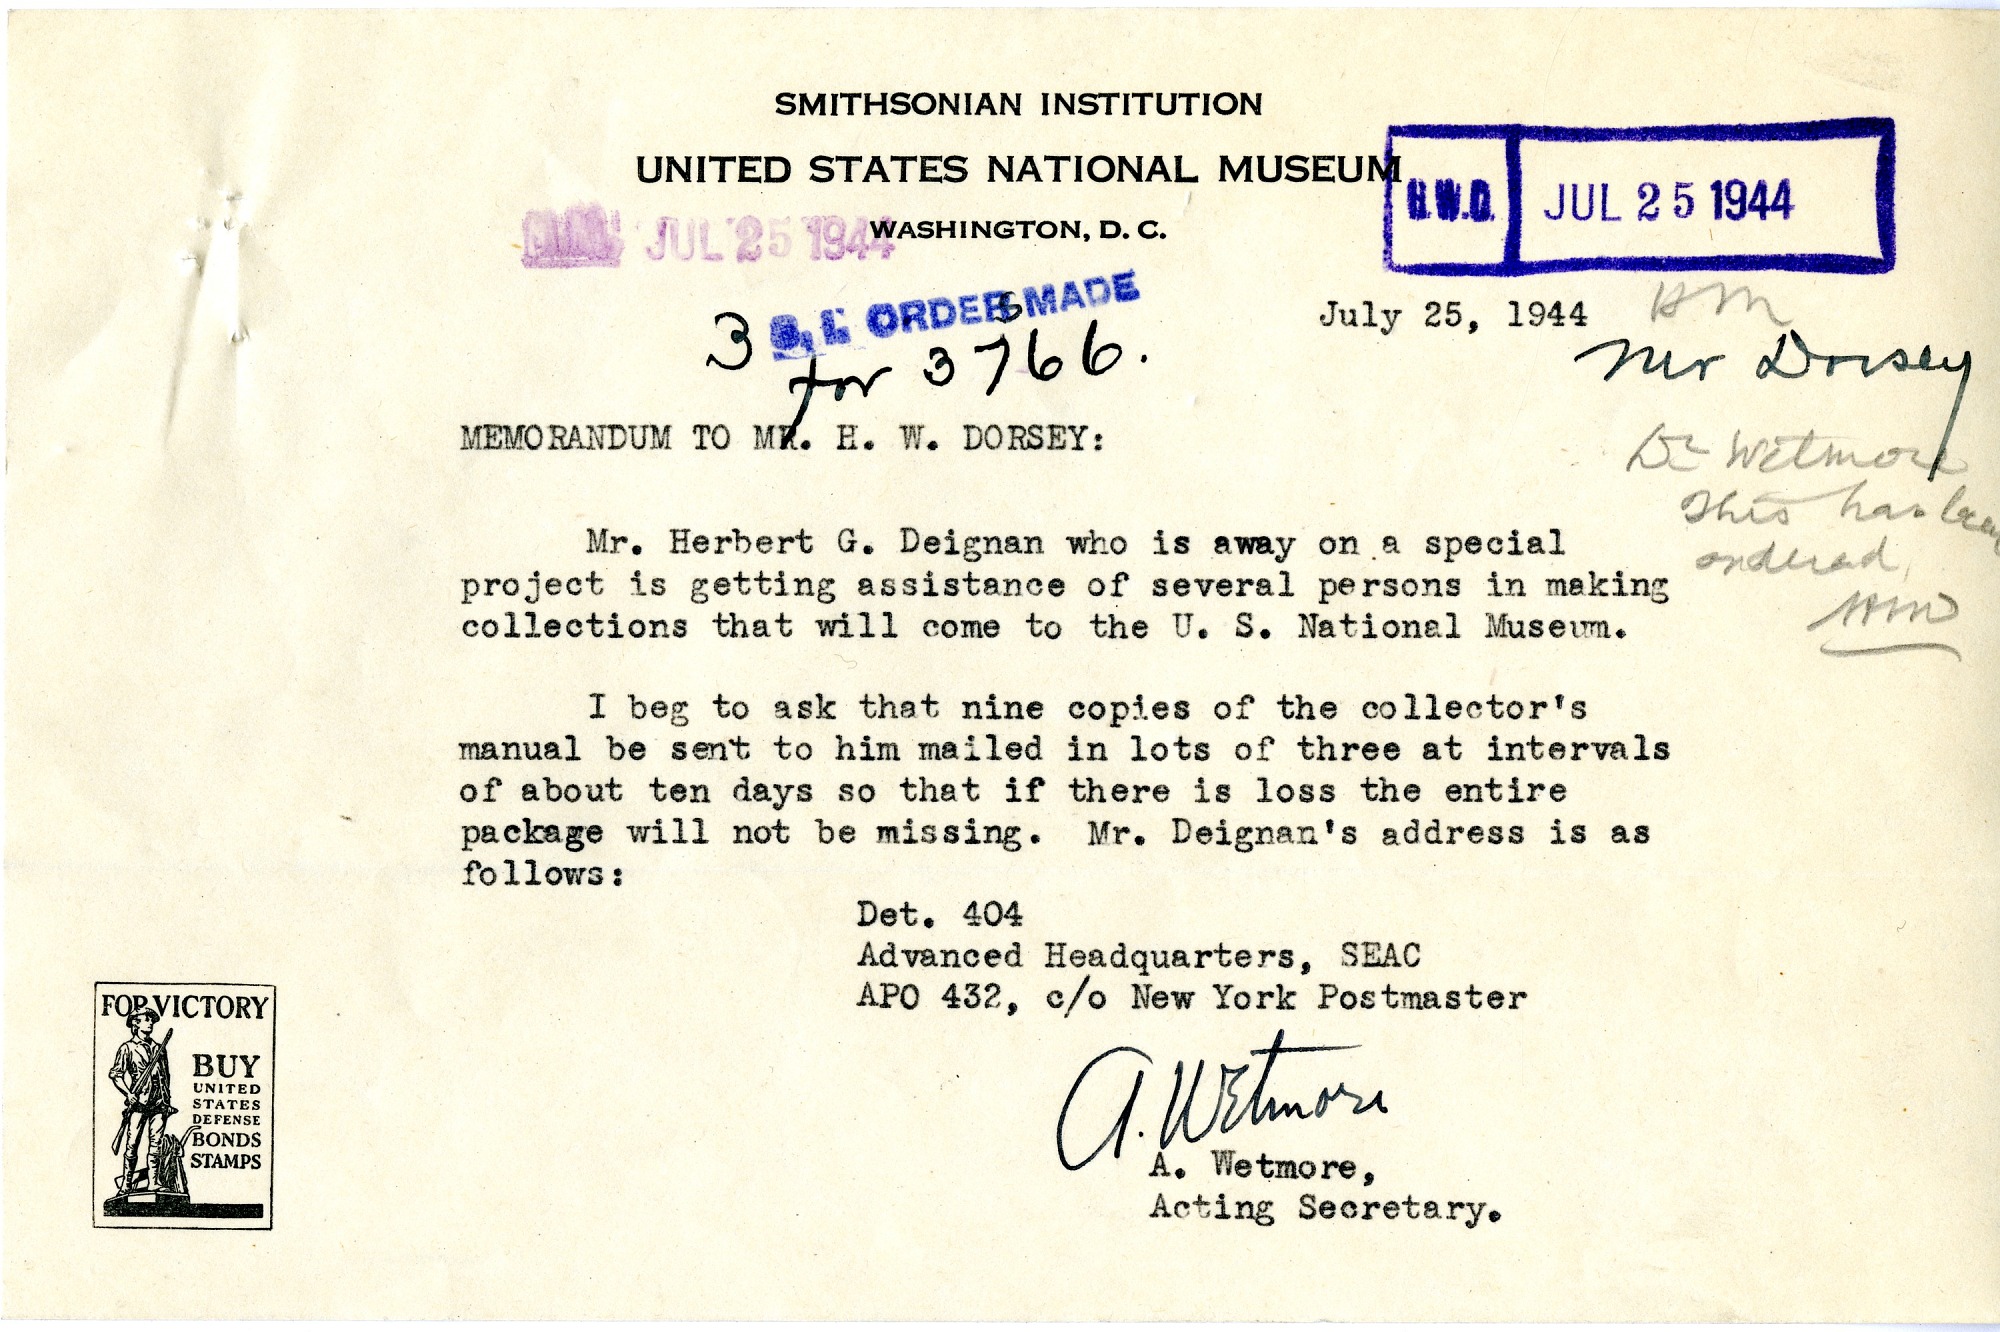 SMITHSONIAN INSTITUTION
UNITED STATES NATIONAL MUSEUM
WASHINGTON, D. C.
H.W.D. JUL 25 1944
JUL 25 1944
S. I. ORDERS MADE
3 for 3766.
July 25, 1944
Mr Dorsey
MEMORANDUM TO MR. H. W. DORSEY:
Dr Wetmore
This has been
ordered
Mr. Herbert G. Deignan who is away on a special
project is getting assistance of several persons in making
collections that will come to the U. S. National Museum.
I beg to ask that nine copies of the collector's
manual be sent to him mailed in lots of three at intervals
of about ten days so that if there is loss the entire
package will not be missing. Mr. Deignan's address is as
follows:
Det. 404
Advanced Headquarters, SEAC
APO 432, c/o New York Postmaster
A. Wetmore
A. Wetmore,
Acting Secretary.
FOR VICTORY
BUY
UNITED
STATES
DEFENSE
BONDS
STAMPS